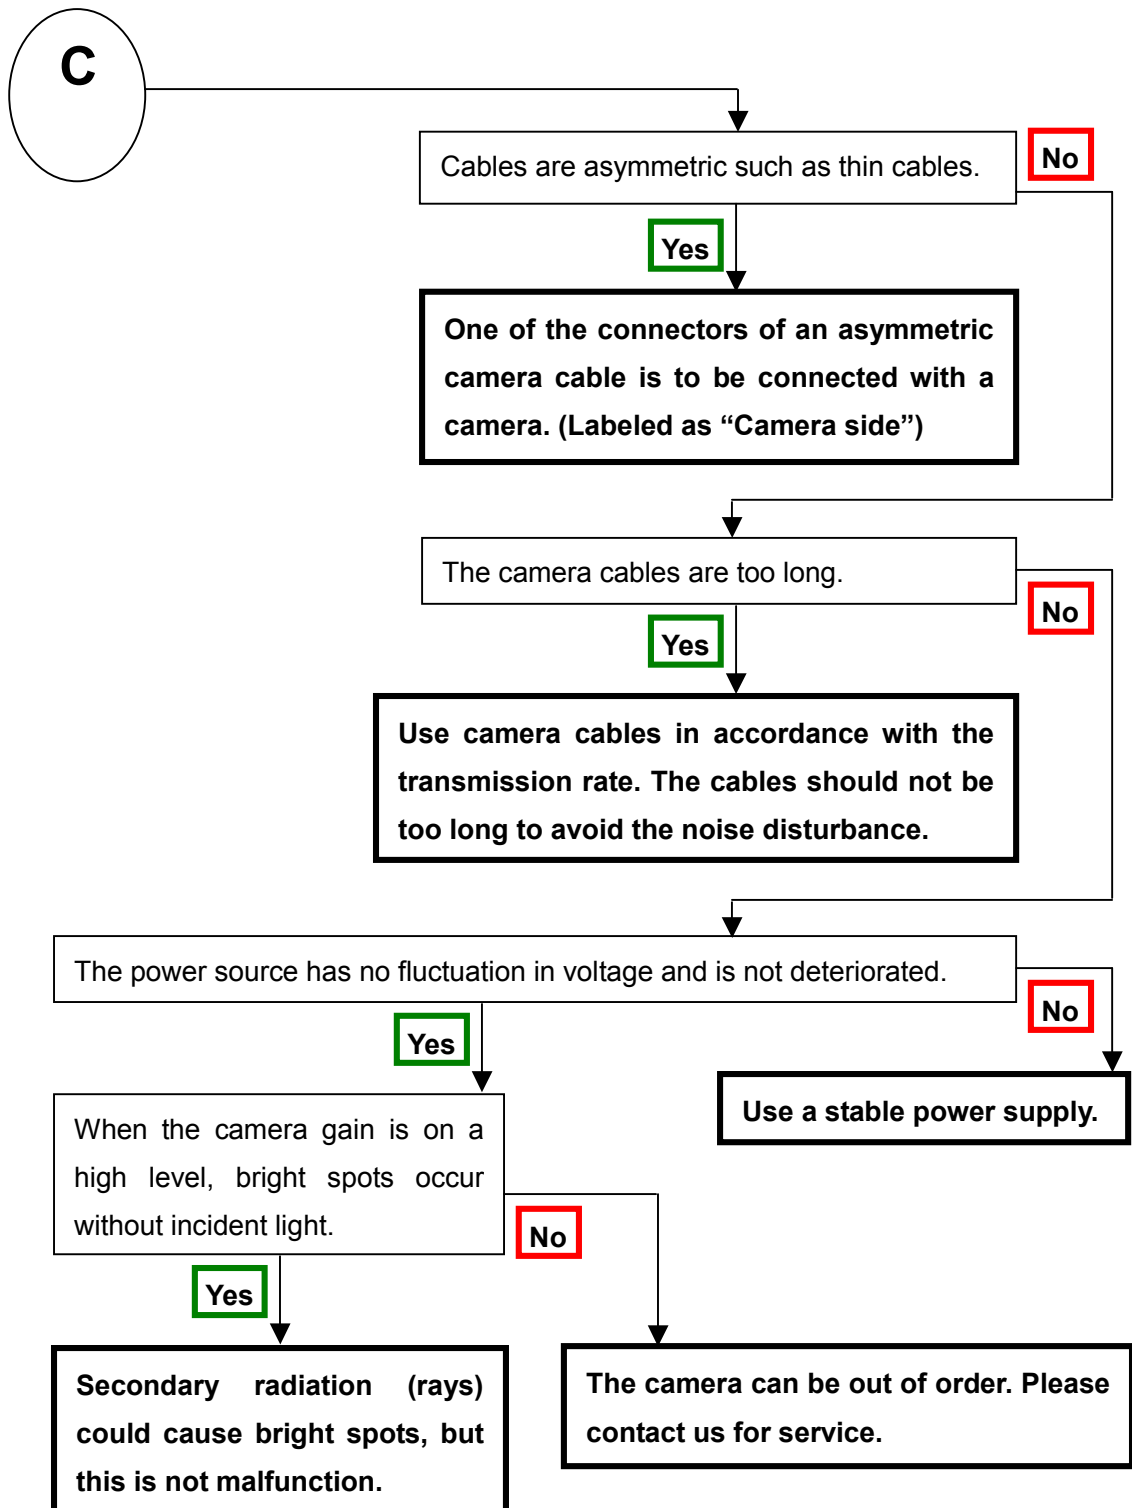 C
Cables are asymmetric such as thin cables.
No
Yes
One of the connectors of an asymmetric
camera cable is to be connected with a
camera. (Labeled as “Camera side”)
The camera cables are too long.
No
Yes
Use camera cables in accordance with the
transmission rate. The cables should not be
too long to avoid the noise disturbance.
The power source has no fluctuation in voltage and is not deteriorated.
No
Yes
Use a stable power supply.
When the camera gain is on a
high level, bright spots occur
without incident light.
No
Yes
Secondary radiation (rays)
could cause bright spots, but
this is not malfunction.
The camera can be out of order. Please
contact us for service.